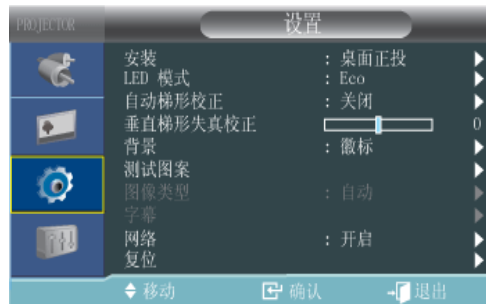 PROJECTOR
设置
安装 : 桌面正投
LED 模式 : Eco
自动梯形校正 : 关闭
垂直梯形失真校正 0
背景 : 徽标
测试图案
图像类型 : 自动
字幕
网络 : 开启
复位
移动 确认 退出